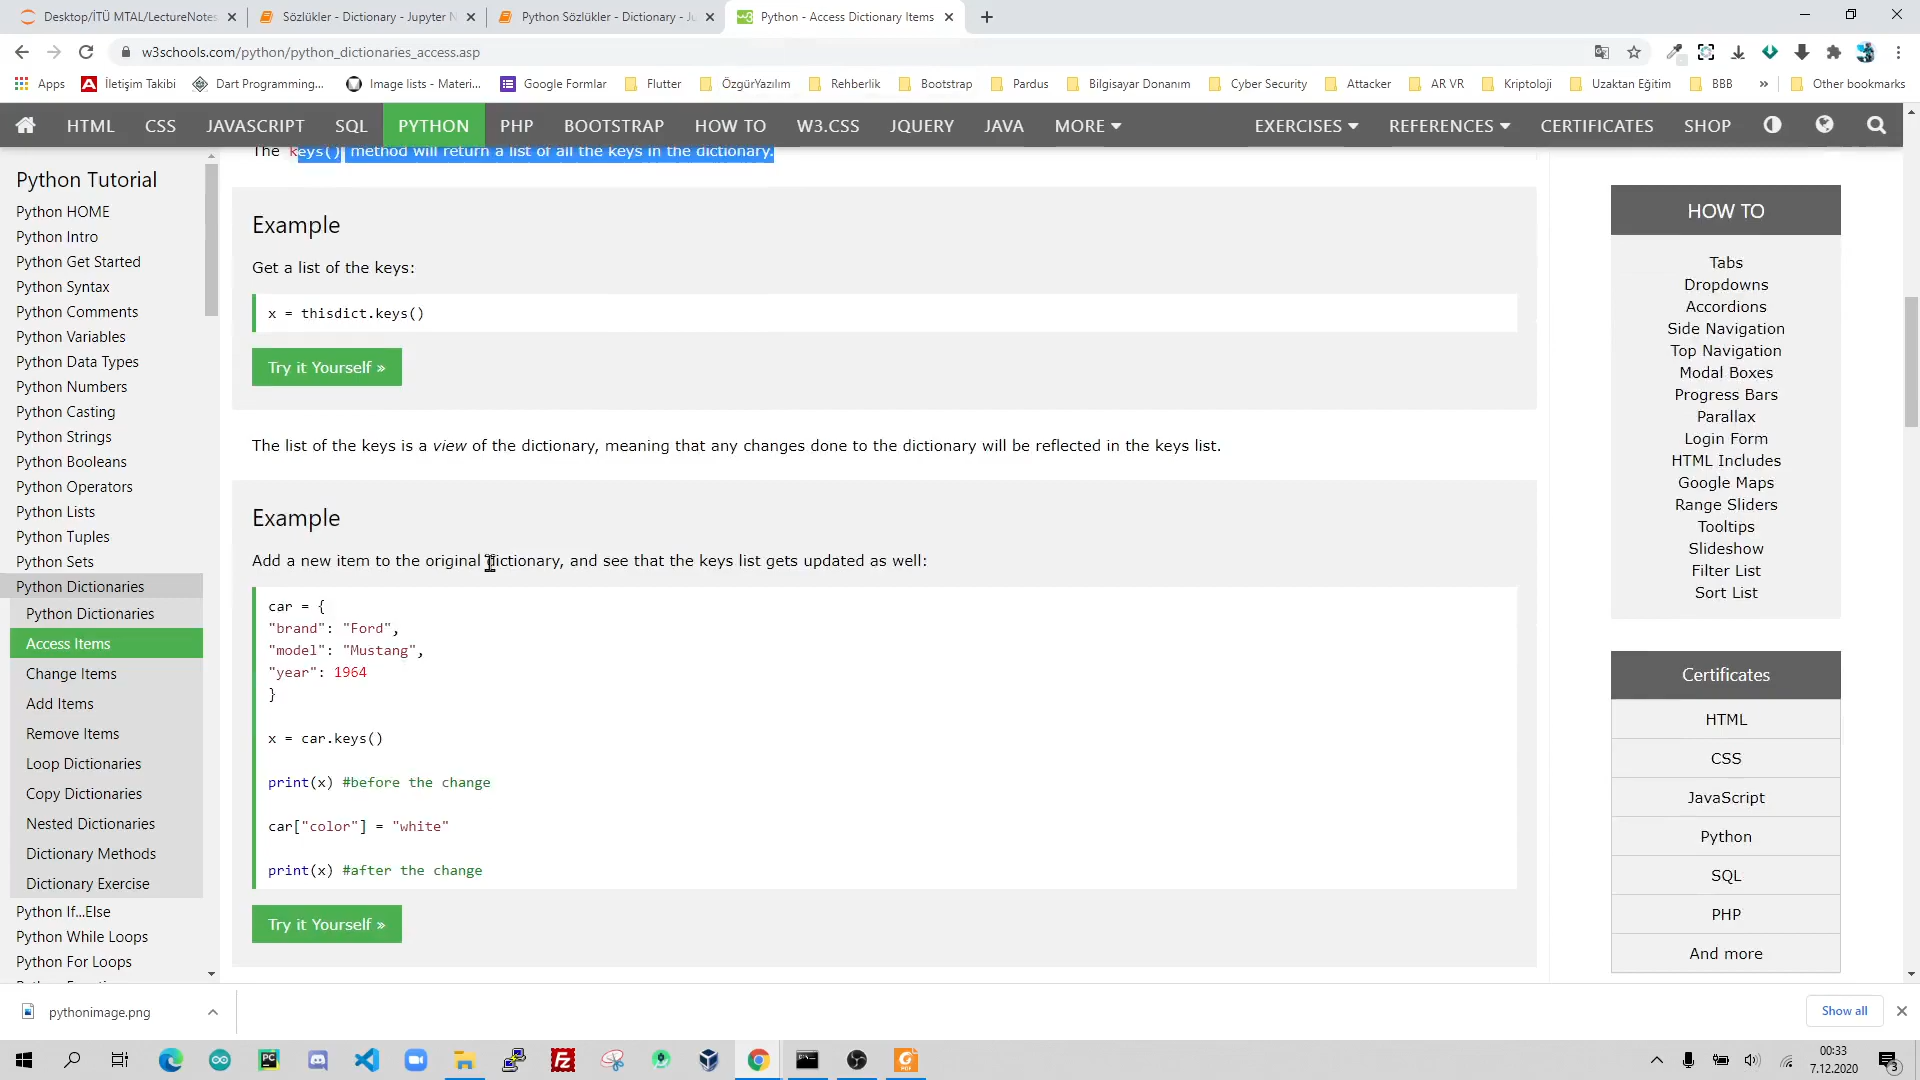 Desktop/İTÜ MTAL/LectureNotes
Sözlükler - Dictionary - Jupyter N
Python Sözlükler - Dictionary - Ju
Python - Access Dictionary Items
w3schools.com/python/python_dictionaries_access.asp
Apps
İletişim Takibi
Dart Programming...
Image lists - Materi...
Google Formlar
Flutter
ÖzgürYazılım
Rehberlik
Bootstrap
Pardus
Bilgisayar Donanım
Cyber Security
Attacker
AR VR
Kriptoloji
Uzaktan Eğitim
BBB
»
Other bookmarks
HTML
CSS
JAVASCRIPT
SQL
PYTHON
PHP
BOOTSTRAP
HOW TO
W3.CSS
JQUERY
JAVA
MORE
EXERCISES
REFERENCES
CERTIFICATES
SHOP
Python Tutorial
Python HOME
Python Intro
Python Get Started
Python Syntax
Python Comments
Python Variables
Python Data Types
Python Numbers
Python Casting
Python Strings
Python Booleans
Python Operators
Python Lists
Python Tuples
Python Sets
Python Dictionaries
Python Dictionaries
Access Items
Change Items
Add Items
Remove Items
Loop Dictionaries
Copy Dictionaries
Nested Dictionaries
Dictionary Methods
Dictionary Exercise
Python If...Else
Python While Loops
Python For Loops
The keys() method will return a list of all the keys in the dictionary.
Example
Get a list of the keys:
x = thisdict.keys()
Try it Yourself »
The list of the keys is a view of the dictionary, meaning that any changes done to the dictionary will be reflected in the keys list.
Example
Add a new item to the original dictionary, and see that the keys list gets updated as well:
car = {
"brand": "Ford",
"model": "Mustang",
"year": 1964
}
x = car.keys()
print(x) #before the change
car["color"] = "white"
print(x) #after the change
Try it Yourself »
HOW TO
Tabs
Dropdowns
Accordions
Side Navigation
Top Navigation
Modal Boxes
Progress Bars
Parallax
Login Form
HTML Includes
Google Maps
Range Sliders
Tooltips
Slideshow
Filter List
Sort List
Certificates
HTML
CSS
JavaScript
Python
SQL
PHP
And more
pythonimage.png
Show all
00:33
7.12.2020